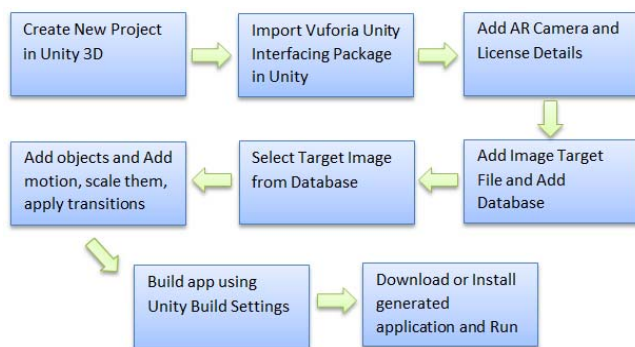 Create New Project
in Unity 3D
Import Vuforia Unity
Interfacing Package
in Unity
Add AR Camera and
License Details
Add Image Target
File and Add
Database
Select Target Image
from Database
Add objects and Add
motion, scale them,
apply transitions
Build app using
Unity Build Settings
Download or Install
generated
application and Run